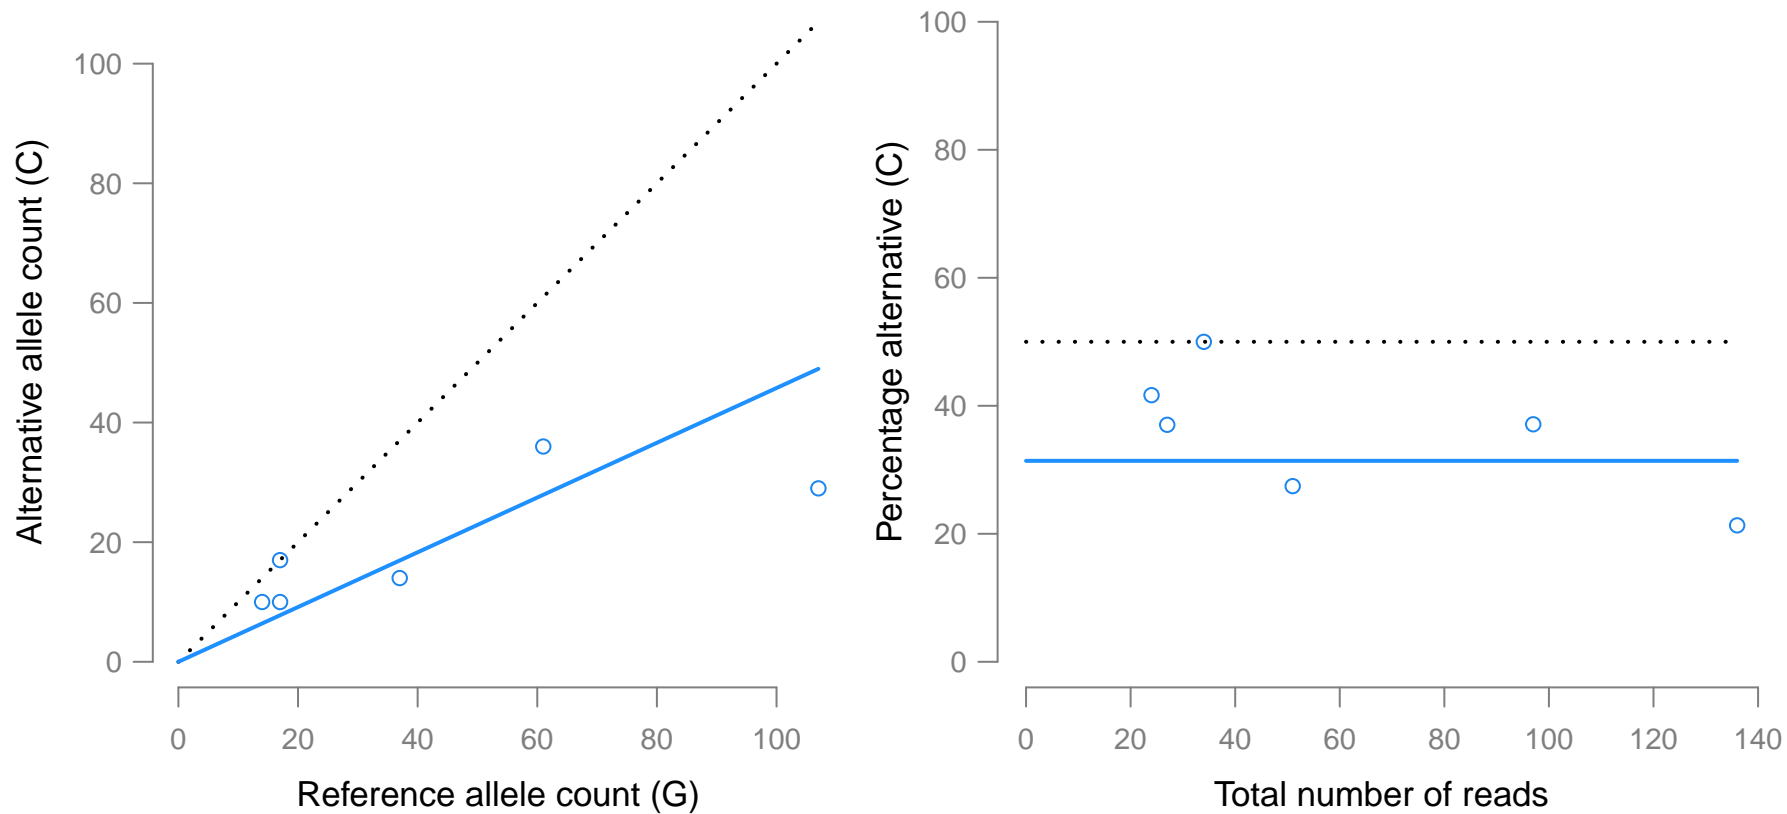 Alternative allele count (C)
100
80
60
40
20
0
0 20 40 60 80 100
Reference allele count (G)
Percentage alternative (C)
100
80
60
40
20
0
0 20 40 60 80 100 120 140
Total number of reads